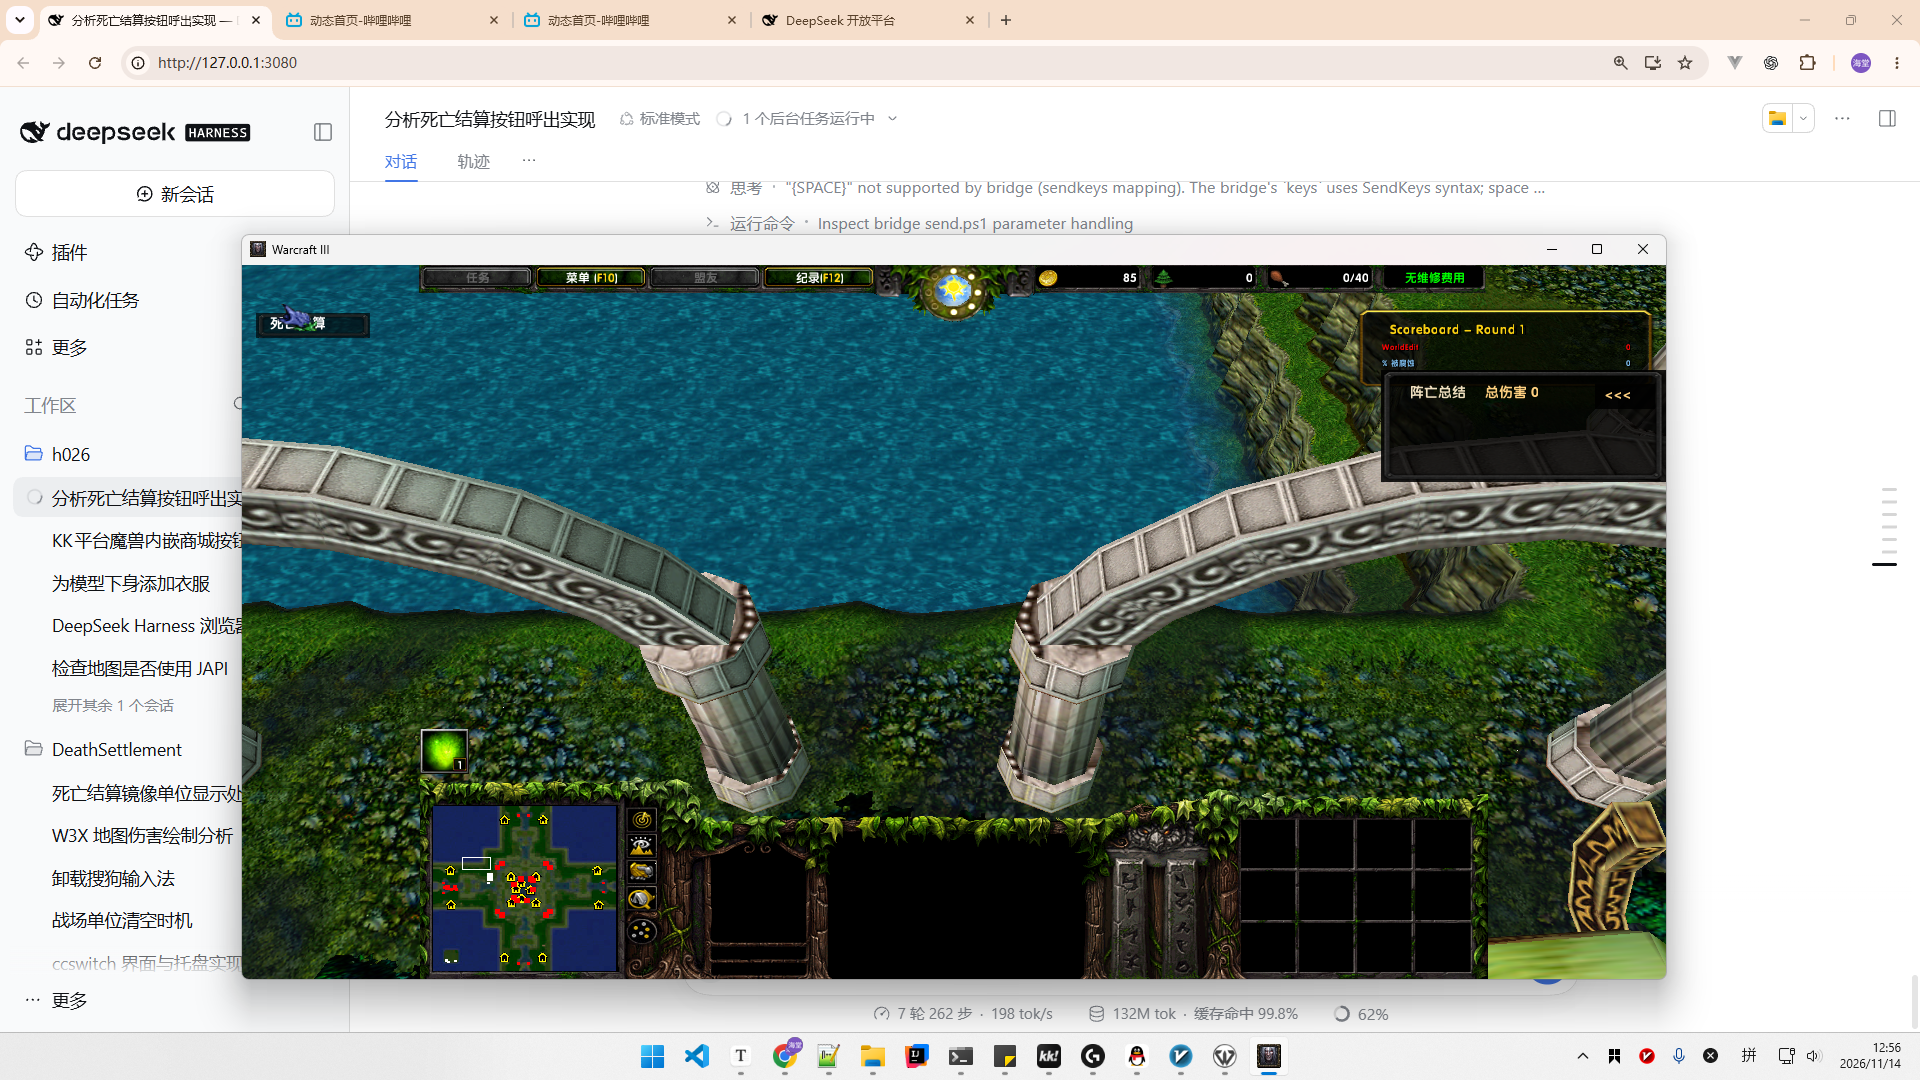 分析死亡结算按钮呼出实现 —
动态首页-哔哩哔哩
动态首页-哔哩哔哩
DeepSeek 开放平台
http://127.0.0.1:3080
海堂
deepseek HARNESS
新会话
插件
自动化任务
更多
工作区
h026
分析死亡结算按钮呼出实
KK平台魔兽内嵌商城按钮
为模型下身添加衣服
DeepSeek Harness 浏览器
检查地图是否使用 JAPI
展开其余 1 个会话
DeathSettlement
死亡结算镜像单位显示处
W3X 地图伤害绘制分析
卸载搜狗输入法
战场单位清空时机
ccswitch 界面与托盘实现
更多
分析死亡结算按钮呼出实现
标准模式
1 个后台任务运行中
对话
轨迹
思考 · "{SPACE}" not supported by bridge (sendkeys mapping). The bridge's `keys` uses SendKeys syntax; space ...
运行命令 · Inspect bridge send.ps1 parameter handling
Warcraft III
任务
菜单 (F10)
盟友
纪录(F12)
85
0
0/40
无维修费用
Scoreboard – Round 1
WorldEdit
0
% 被腐蚀
0
阵亡总结
总伤害 0
<<<
1
7 轮 262 步 · 198 tok/s
132M tok · 缓存命中 99.8%
62%
海堂
kk!
拼
12:56
2026/11/14